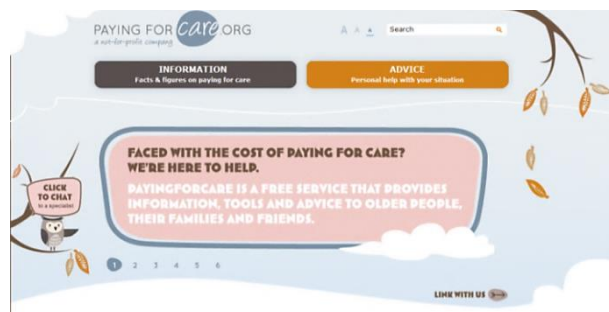 PAYING FOR care.ORG
a not-for-profit company
A A A
Search
INFORMATION
Facts & figures on paying for care
ADVICE
Personal help with your situation
FACED WITH THE COST OF PAYING FOR CARE?
WE'RE HERE TO HELP.
PAYINGFORCARE IS A FREE SERVICE THAT PROVIDES
INFORMATION, TOOLS AND ADVICE TO OLDER PEOPLE,
THEIR FAMILIES AND FRIENDS.
CLICK
TO CHAT
to a specialist
1 2 3 4 5 6
LINK WITH US